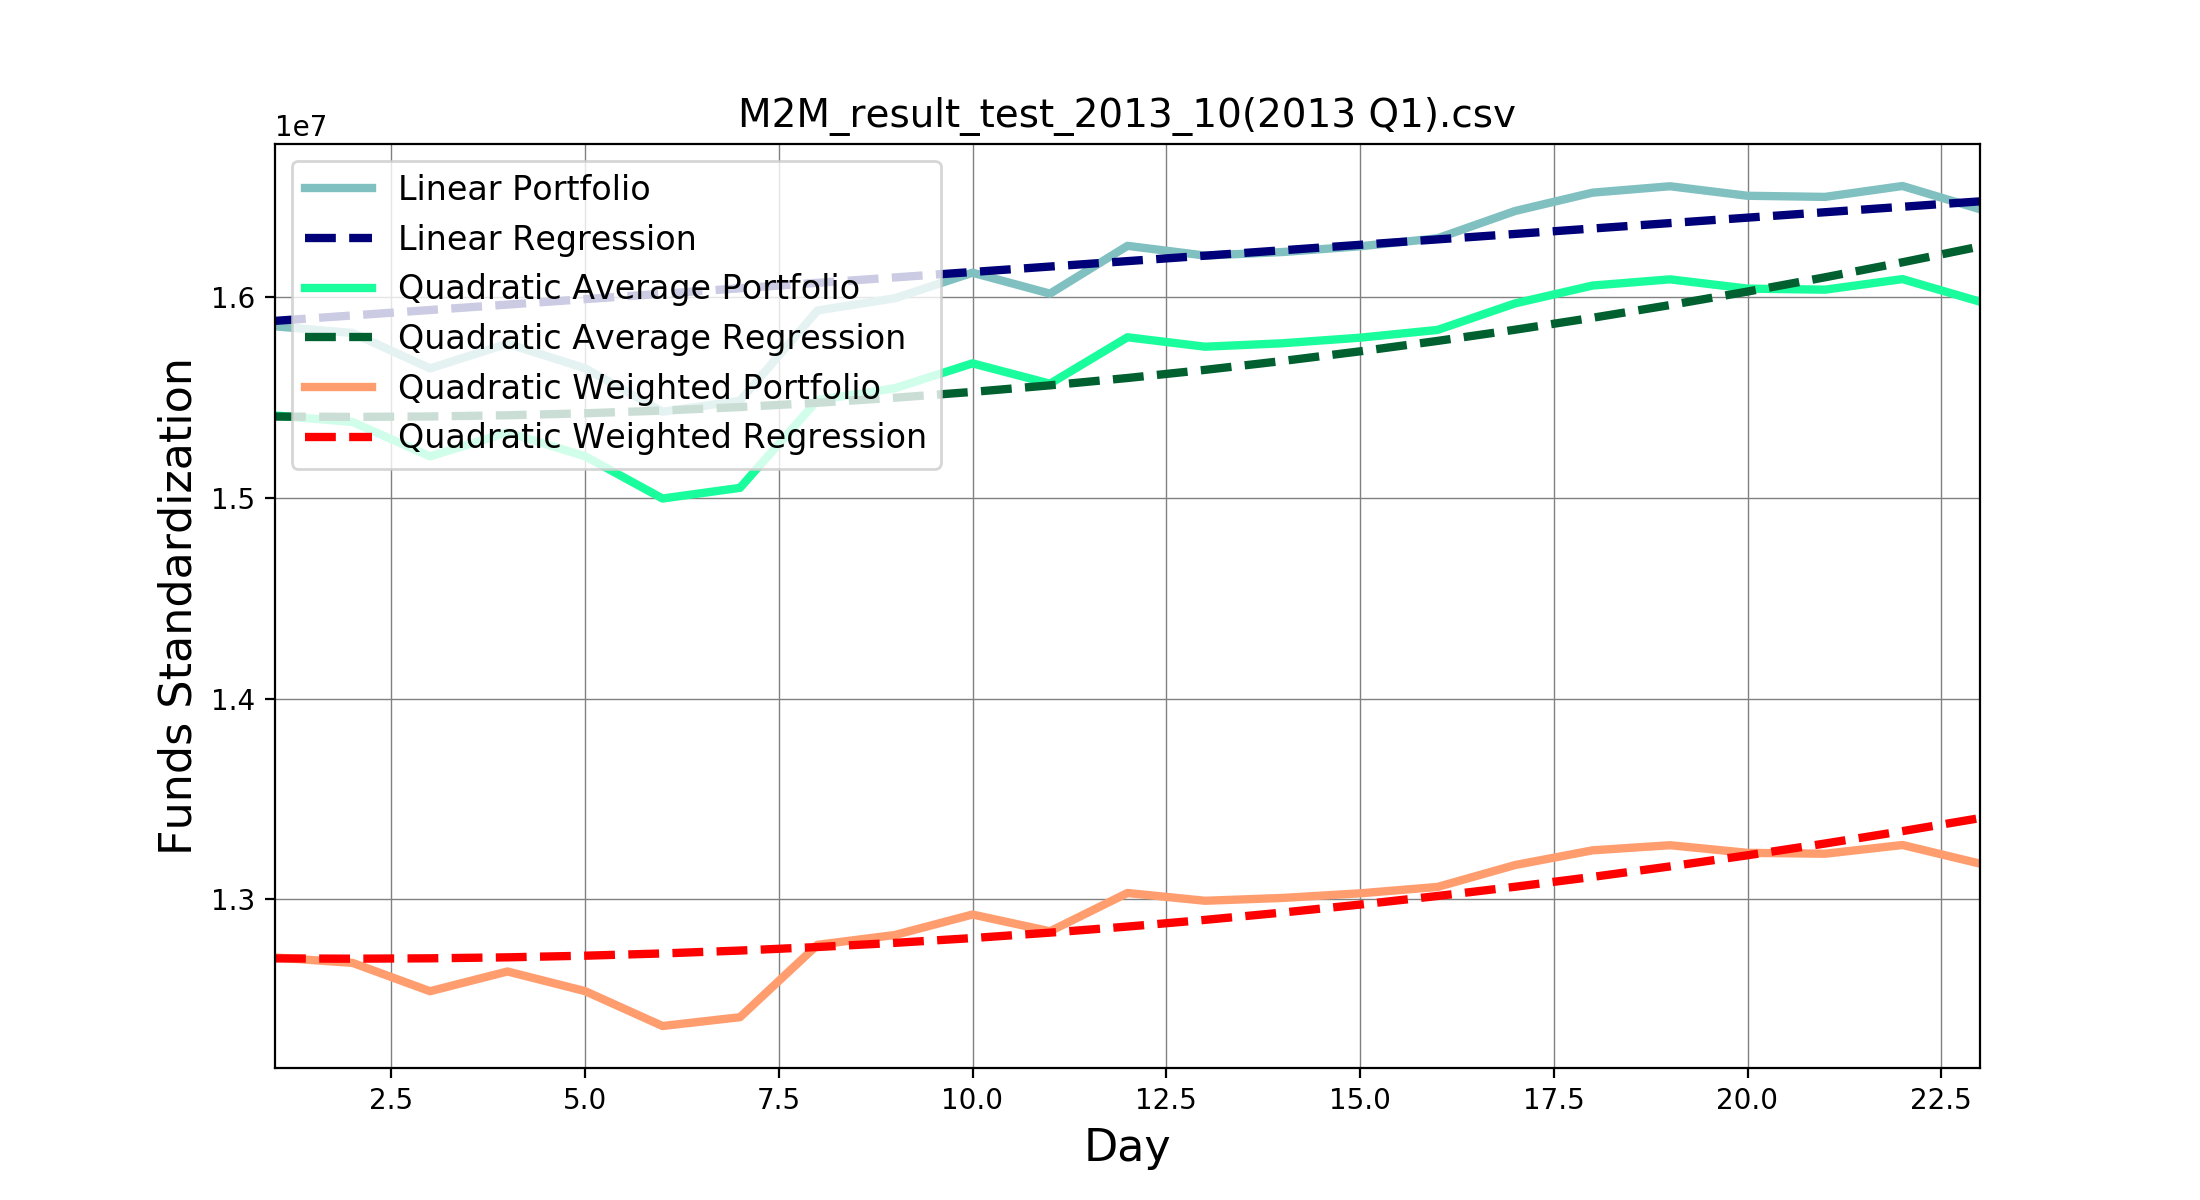 M2M_result_test_2013_10(2013 Q1).csv
1e7
Linear Portfolio
Linear Regression
Quadratic Average Portfolio
Quadratic Average Regression
Quadratic Weighted Portfolio
Quadratic Weighted Regression
1.6
1.5
1.4
1.3
Funds Standardization
2.5 5.0 7.5 10.0 12.5 15.0 17.5 20.0 22.5
Day